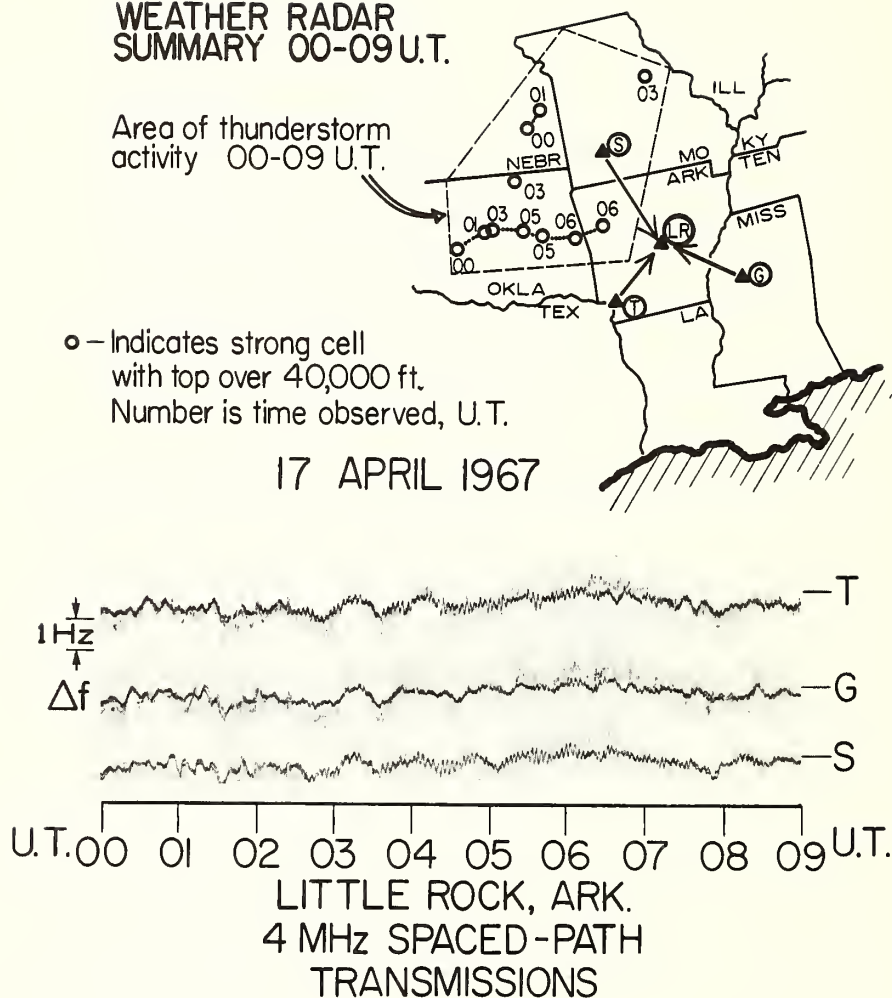 WEATHER RADAR
SUMMARY 00-09 U.T.
Area of thunderstorm
activity 00-09 U.T.
01
00
03
ILL
S
NEBR
MO
ARK
KY
TEN
03
01
03
05
06
06
00
05
LR
MISS
G
OKLA
TEX
T
LA
o – Indicates strong cell
with top over 40,000 ft.
Number is time observed, U.T.
17 APRIL 1967
T
1Hz
Δf
G
S
U.T. 00 01 02 03 04 05 06 07 08 09 U.T.
LITTLE ROCK, ARK.
4 MHz SPACED-PATH
TRANSMISSIONS